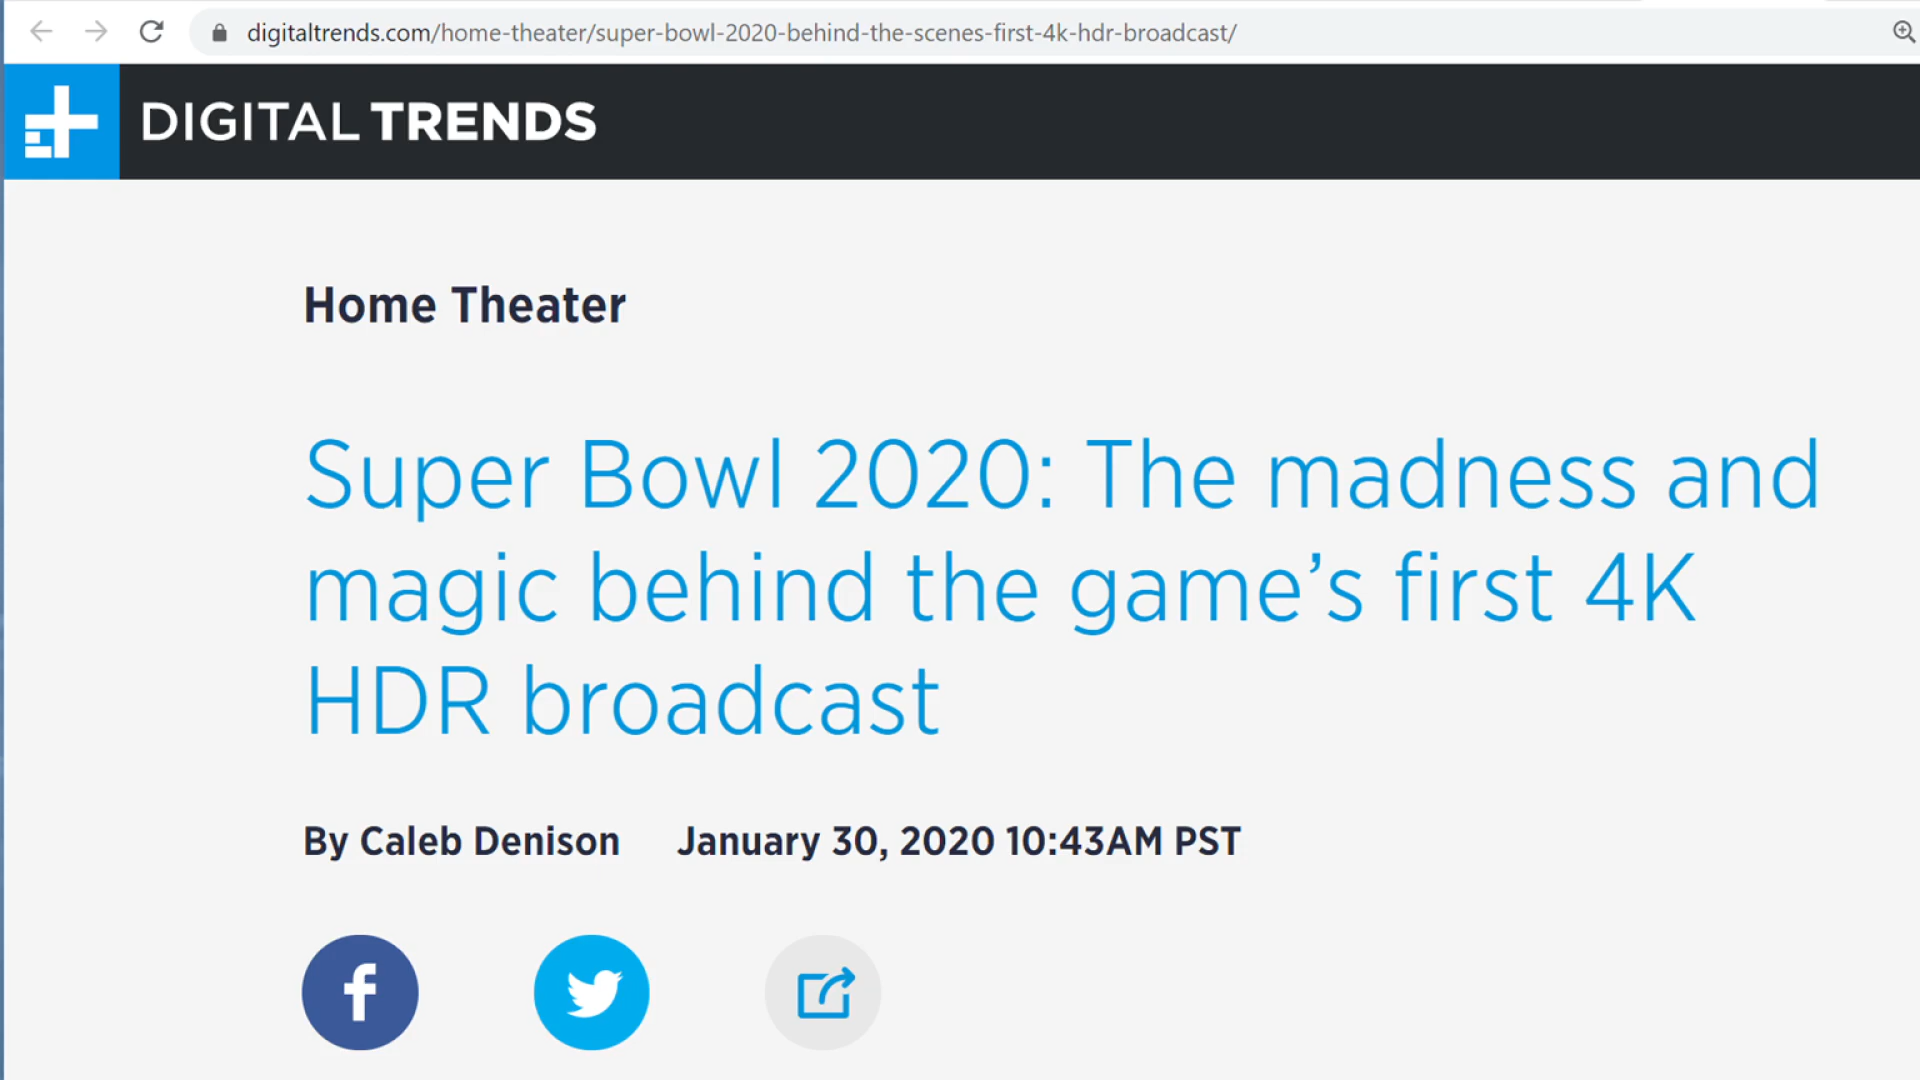 digitaltrends.com/home-theater/super-bowl-2020-behind-the-scenes-first-4k-hdr-broadcast/
DIGITAL TRENDS
Home Theater
Super Bowl 2020: The madness and
magic behind the game’s first 4K
HDR broadcast
By Caleb Denison January 30, 2020 10:43AM PST